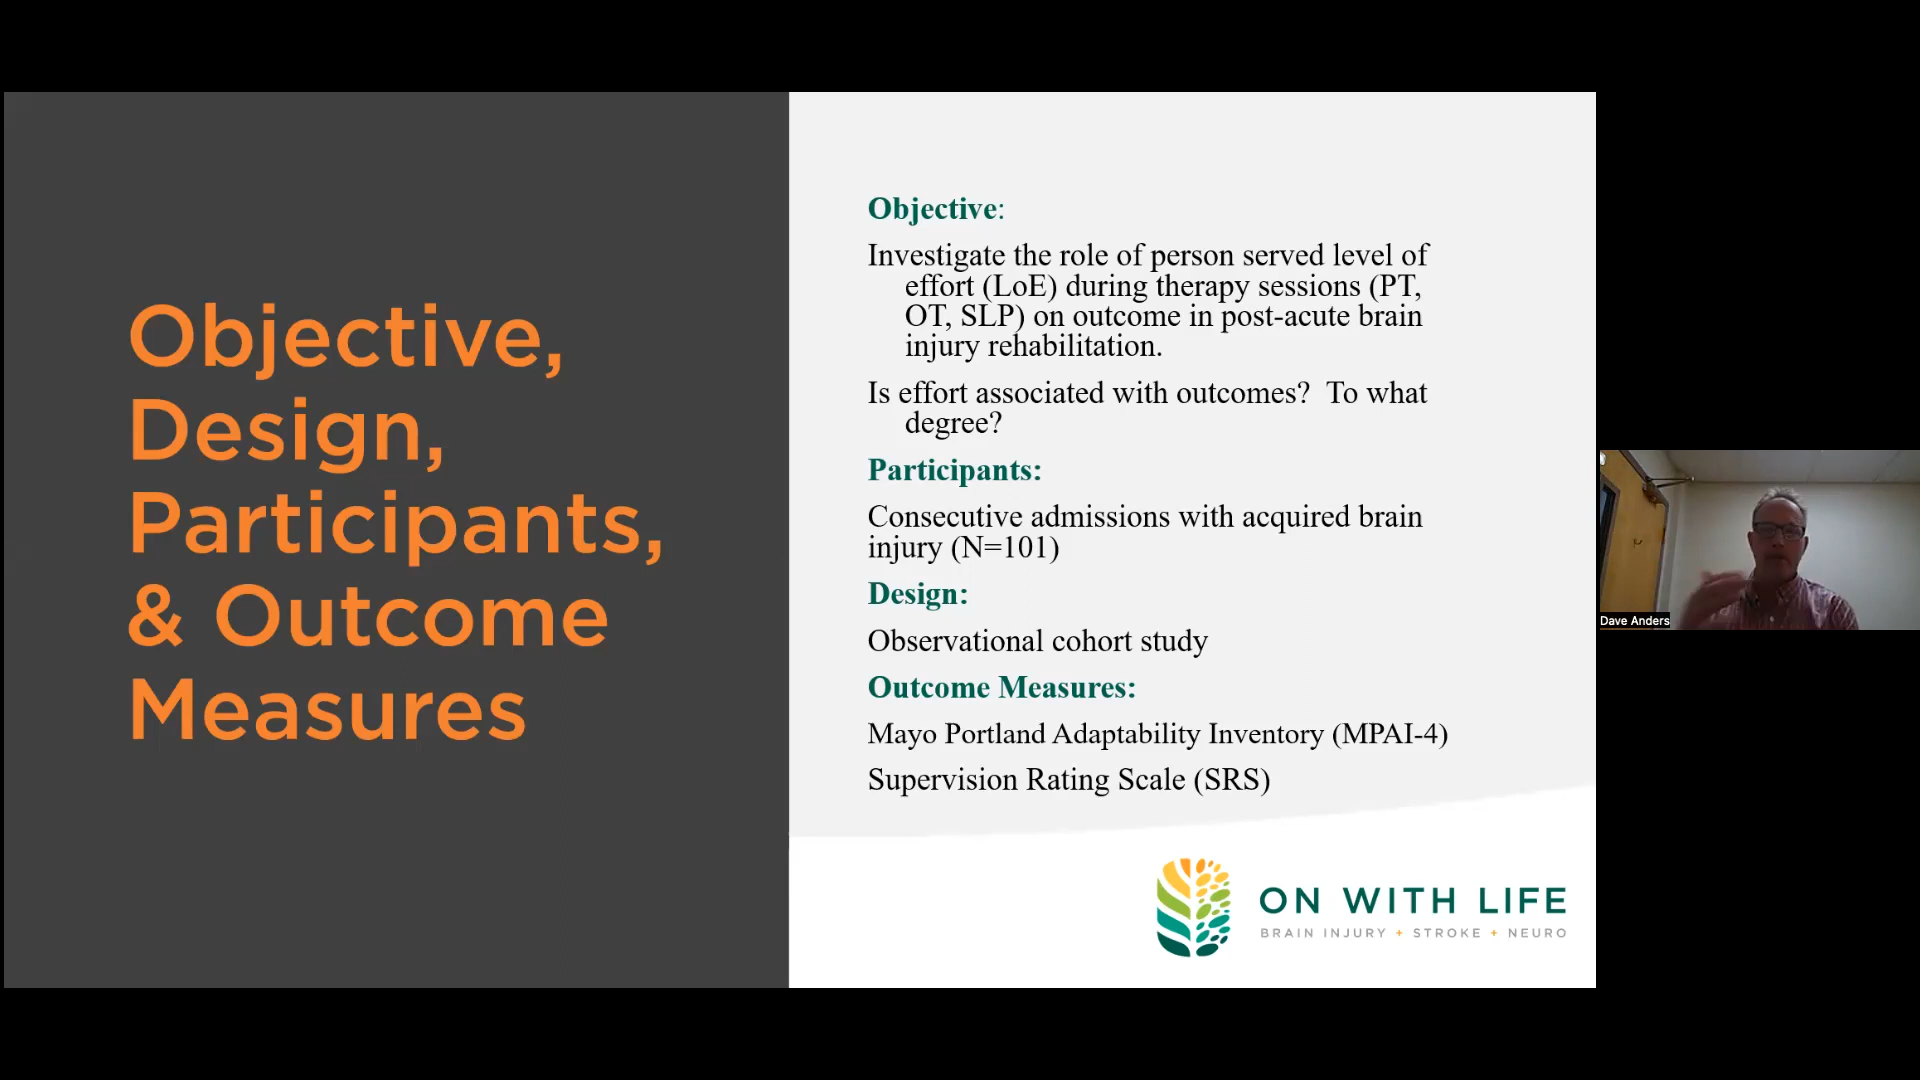 Objective,
Design,
Participants,
& Outcome
Measures
Objective:
Investigate the role of person served level of
effort (LoE) during therapy sessions (PT,
OT, SLP) on outcome in post-acute brain
injury rehabilitation.
Is effort associated with outcomes?  To what
degree?
Participants:
Consecutive admissions with acquired brain
injury (N=101)
Design:
Observational cohort study
Outcome Measures:
Mayo Portland Adaptability Inventory (MPAI-4)
Supervision Rating Scale (SRS)
ON WITH LIFE
BRAIN INJURY + STROKE + NEURO
Dave Anders